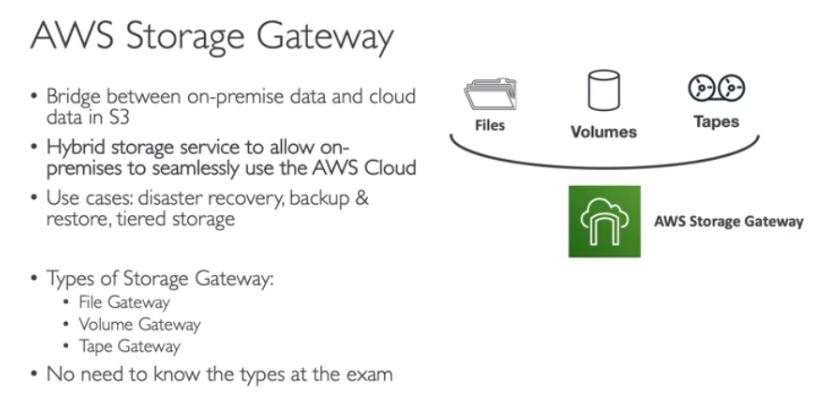 AWS Storage Gateway
• Bridge between on-premise data and cloud
data in S3
• Hybrid storage service to allow on-
premises to seamlessly use the AWS Cloud
• Use cases: disaster recovery, backup &
restore, tiered storage
• Types of Storage Gateway:
• File Gateway
• Volume Gateway
• Tape Gateway
• No need to know the types at the exam
Files
Volumes
Tapes
AWS Storage Gateway